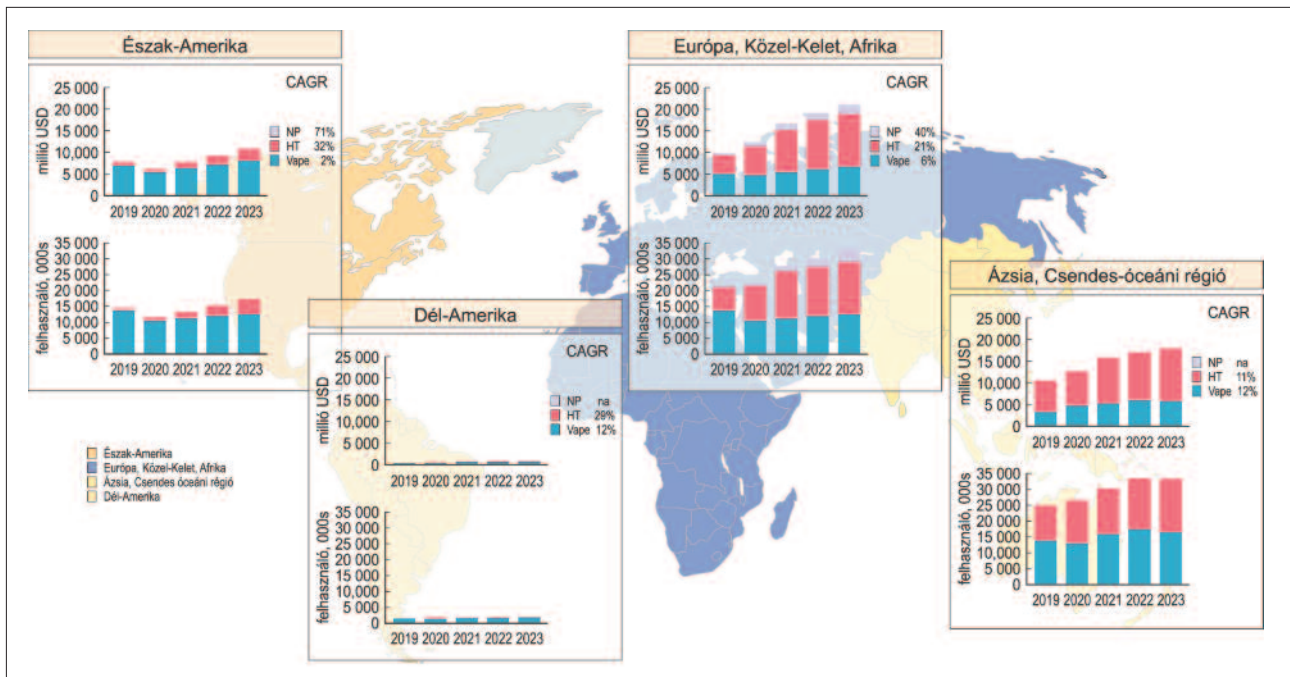 Észak-Amerika
CAGR
25 000
20 000
15 000
10 000
5 000
0
millió USD
NP 71%
HT 32%
Vape 2%
2019 2020 2021 2022 2023
35 000
30 000
25 000
20 000
15 000
10 000
5 000
0
felhasználó, 000s
2019 2020 2021 2022 2023
Európa, Közel-Kelet, Afrika
CAGR
25 000
20 000
15 000
10 000
5 000
0
millió USD
NP 40%
HT 21%
Vape 6%
2019 2020 2021 2022 2023
35 000
30 000
25 000
20 000
15 000
10 000
5 000
0
felhasználó, 000s
2019 2020 2021 2022 2023
Dél-Amerika
CAGR
25 000
20 000
15 000
10 000
5 000
0
millió USD
NP na
HT 29%
Vape 12%
2019 2020 2021 2022 2023
35 000
30 000
25 000
20 000
15 000
10 000
5 000
0
felhasználó, 000s
2019 2020 2021 2022 2023
Ázsia, Csendes-óceáni régió
CAGR
25 000
20 000
15 000
10 000
5 000
0
millió USD
NP na
HT 11%
Vape 12%
2019 2020 2021 2022 2023
35 000
30 000
25 000
20 000
15 000
10 000
5 000
0
felhasználó, 000s
2019 2020 2021 2022 2023
Észak-Amerika
Európa, Közel-Kelet, Afrika
Ázsia, Csendes óceáni régió
Dél-Amerika